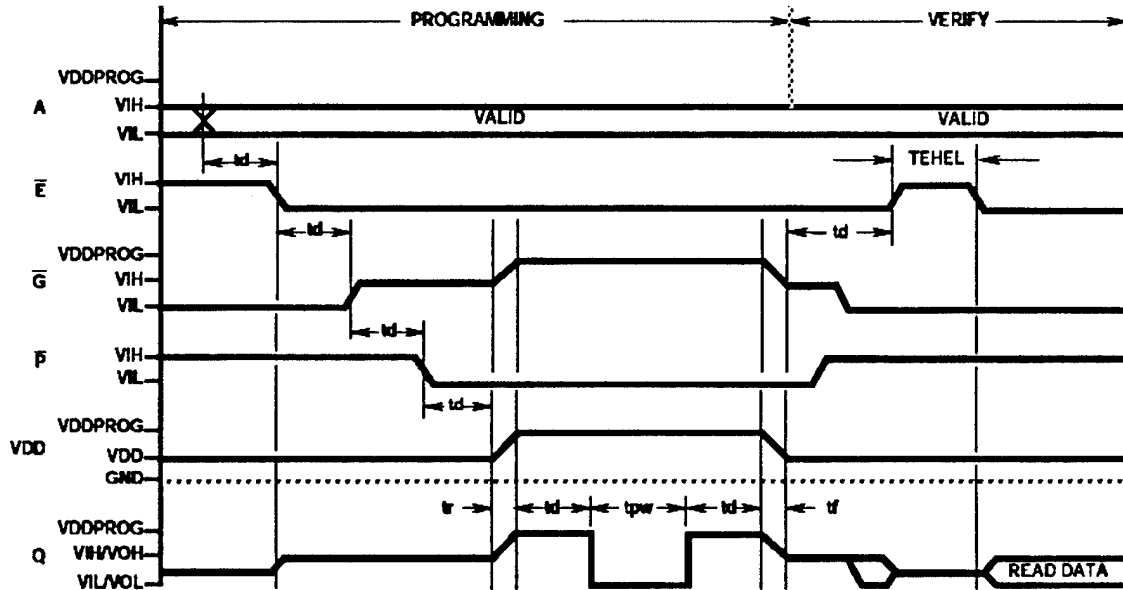 PROGRAMMING VERIFY
VDDPROG
A VIH VALID VALID
VIL
td TEHEL
E VIH
VIL
td td
VDDPROG
G VIH
VIL
td
P VIH
VIL
td
VDDPROG
VDD
VDD
GND
tr td tpw td tf
VDDPROG
Q VIH/VOH
VIL/VOL READ DATA